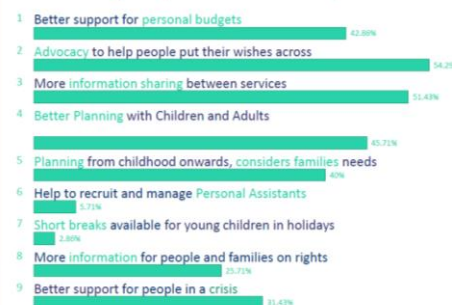 1 Better support for personal budgets
42.86%
2 Advocacy to help people put their wishes across
3 More information sharing between services
51.43%
4 Better Planning with Children and Adults
45.71%
5 Planning from childhood onwards, considers families needs
40%
6 Help to recruit and manage Personal Assistants
5.71%
7 Short breaks available for young children in holidays
2.86%
8 More information for people and families on rights
25.71%
9 Better support for people in a crisis
31.43%